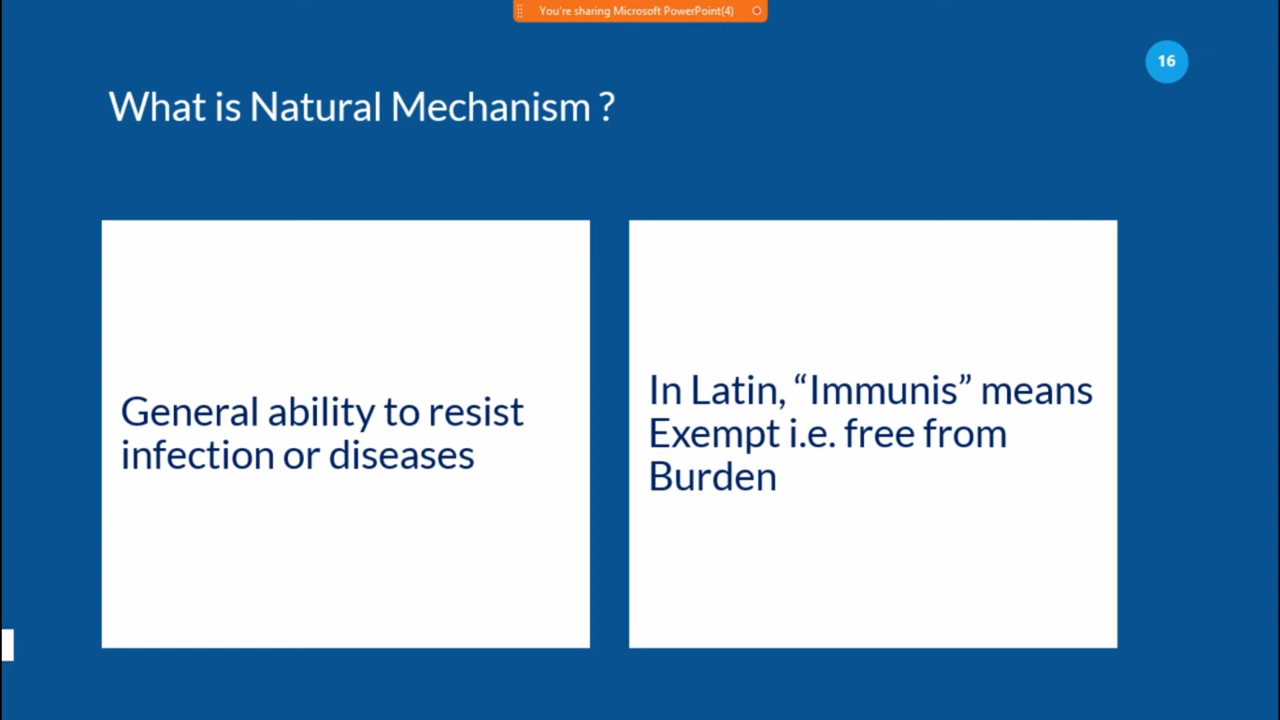 You're sharing Microsoft PowerPoint(4)
16
What is Natural Mechanism ?
General ability to resist
infection or diseases
In Latin, “Immunis” means
Exempt i.e. free from
Burden